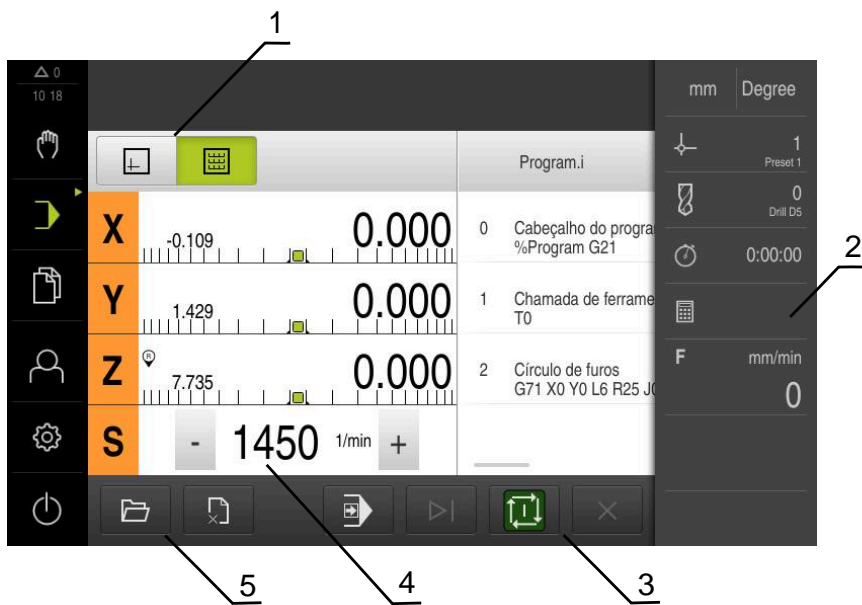 1
0
10 18
mm Degree
Program.i
1
Preset 1
X -0.109 0.000
0 Cabeçalho do progra
%Program G21
0
Drill D5
2
0:00:00
Y 1.429 0.000
1 Chamada de ferrame
T0
Z R 7.735 0.000
2 Círculo de furos
G71 X0 Y0 L6 R25 J
F mm/min
0
S - 1450 1/min +
5 4 3